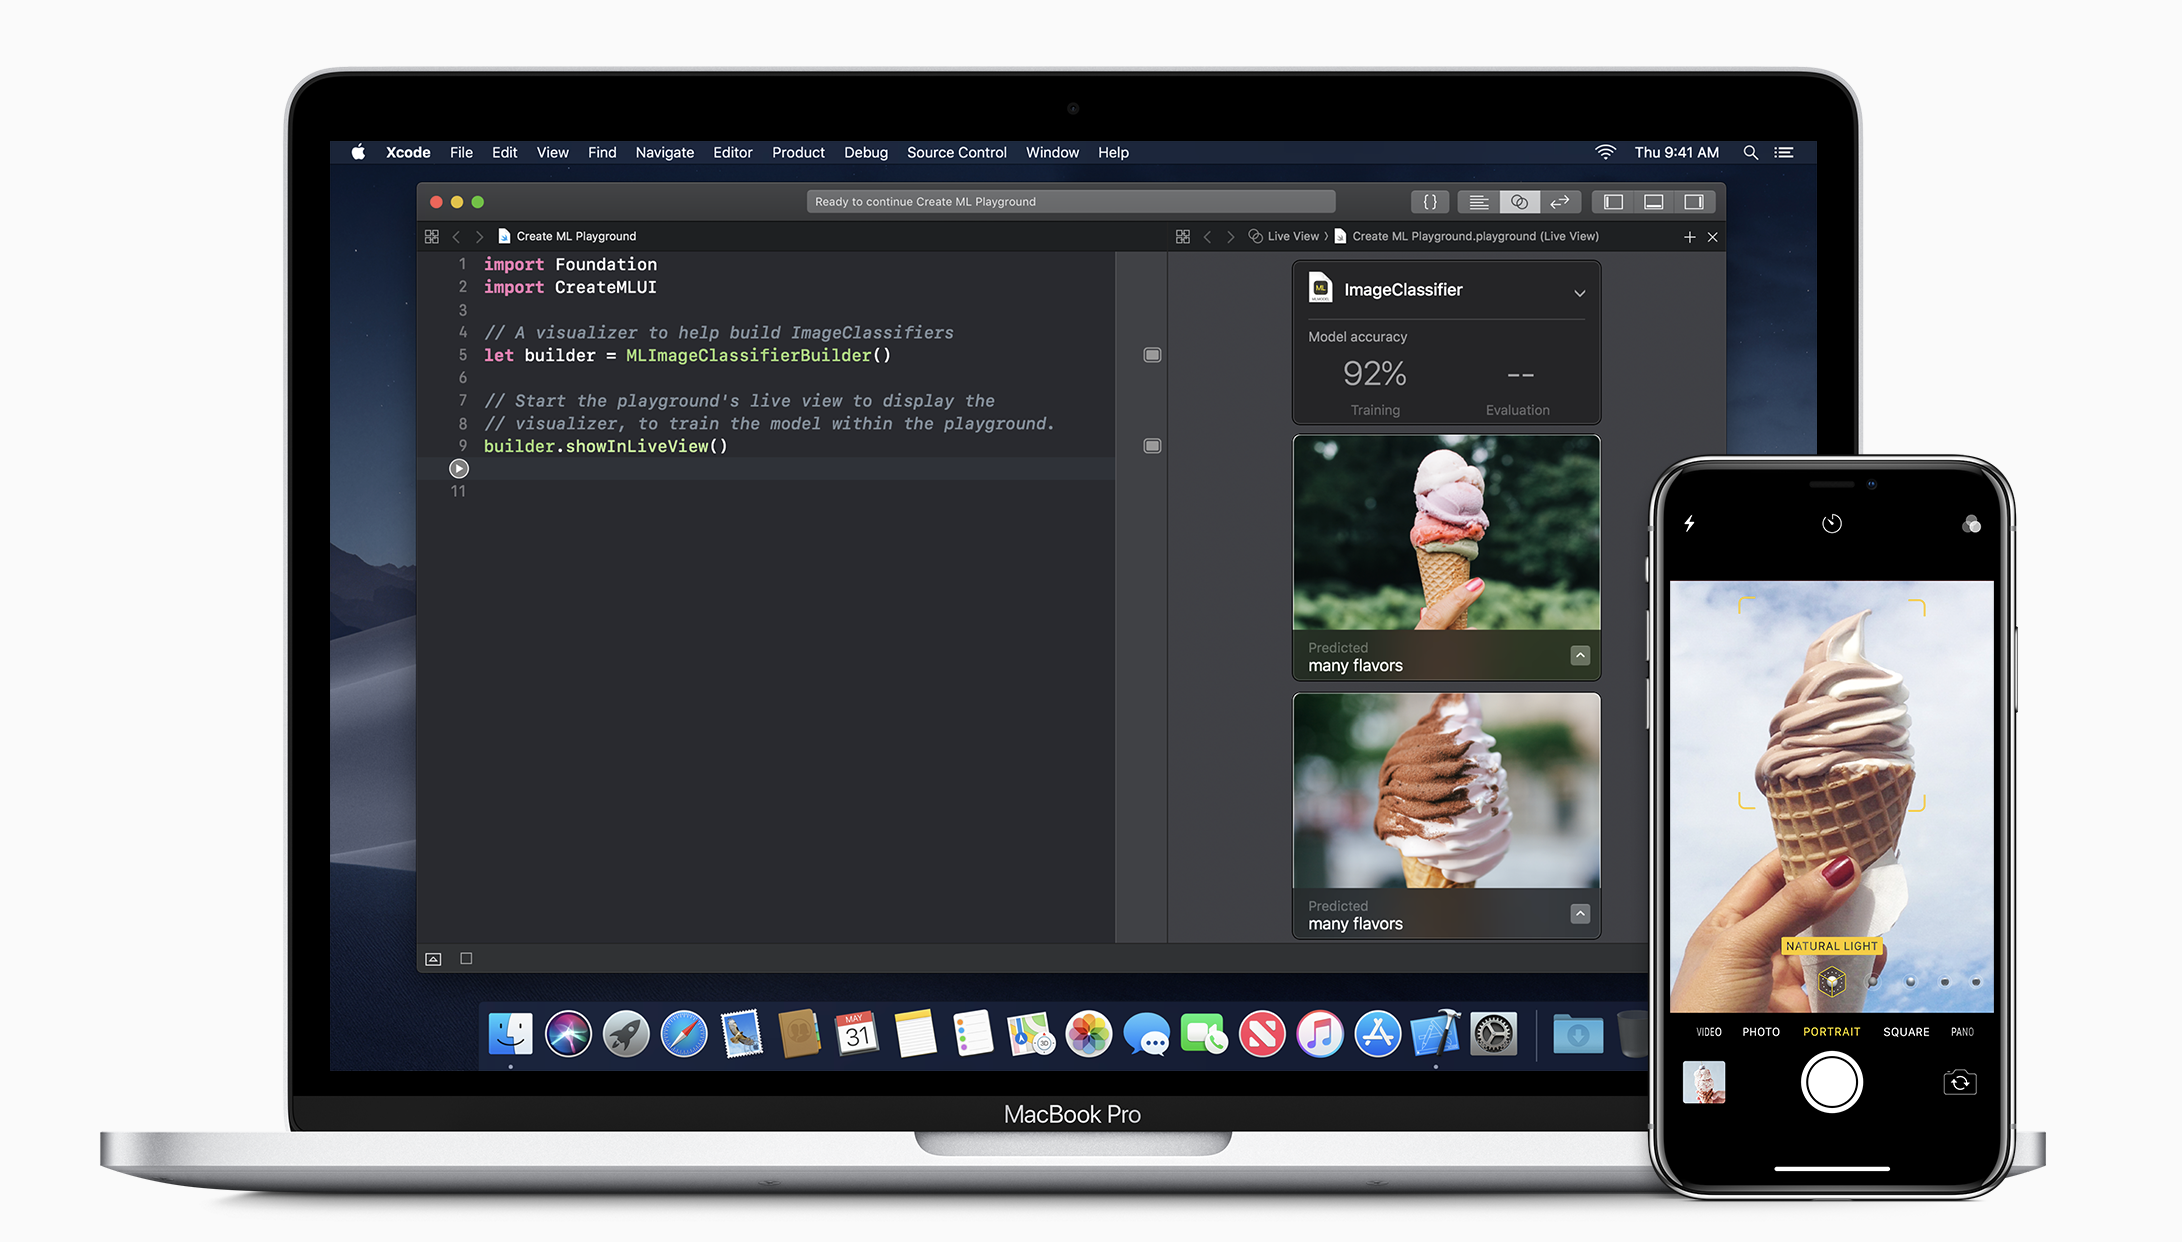 Xcode File Edit View Find Navigate Editor Product Debug Source Control Window Help Thu 9:41 AM
Ready to continue Create ML Playground {}
Create ML Playground
Live View Create ML Playground.playground (Live View)
1 import Foundation
2 import CreateMLUI
3
4 // A visualizer to help build ImageClassifiers
5 let builder = MLImageClassifierBuilder()
6
7 // Start the playground's live view to display the
8 // visualizer, to train the model within the playground.
9 builder.showInLiveView()
11
ML
ImageClassifier
Model accuracy
92% --
Training Evaluation
Predicted
many flavors
Predicted
many flavors
MAY
31
3D
MacBook Pro
NATURAL LIGHT
VIDEO PHOTO PORTRAIT SQUARE PANO